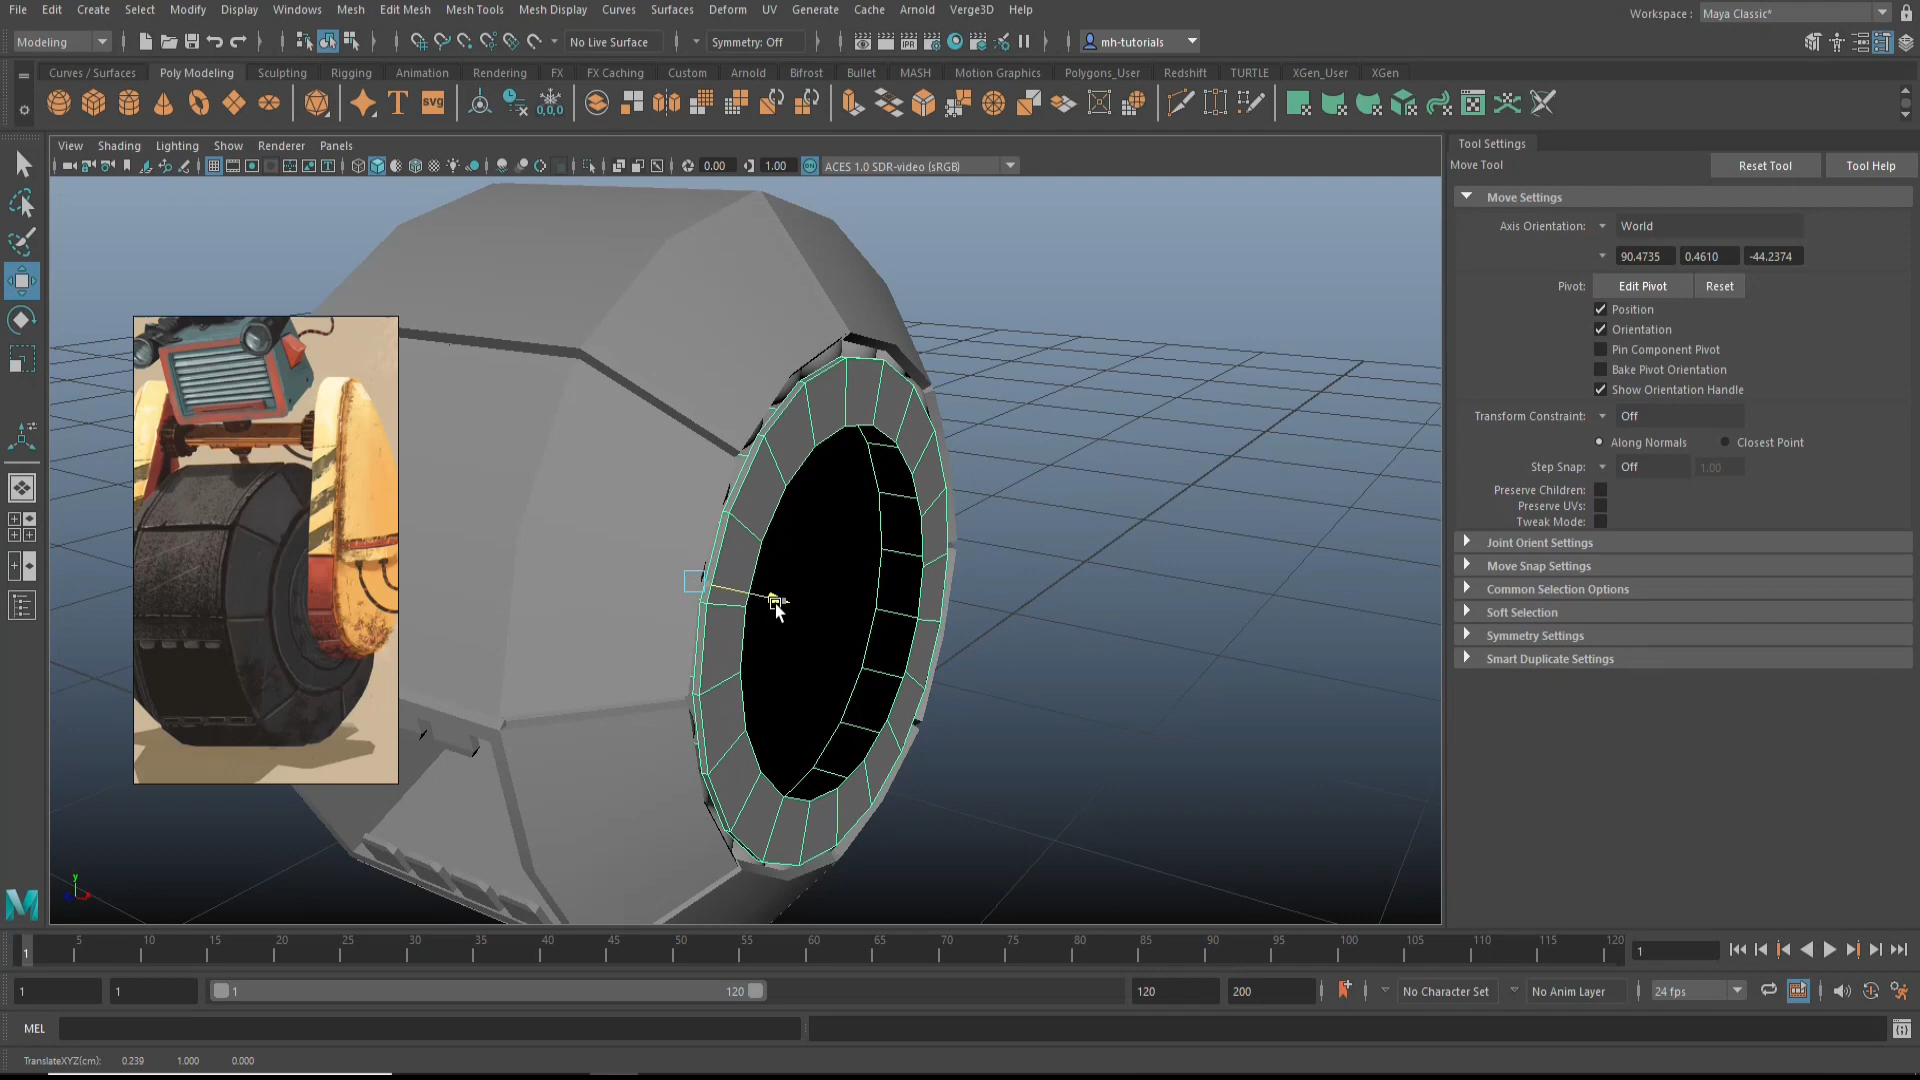 File Edit Create Select Modify Display Windows Mesh Edit Mesh Mesh Tools Mesh Display Curves Surfaces Deform UV Generate Cache Arnold Verge3D Help
Workspace : Maya Classic*
Modeling No Live Surface Symmetry: Off IPR mh-tutorials
Curves / Surfaces Poly Modeling Sculpting Rigging Animation Rendering FX FX Caching Custom Arnold Bifrost Bullet MASH Motion Graphics Polygons_User Redshift TURTLE XGen_User XGen
T SVG 0,0,0
View Shading Lighting Show Renderer Panels
0.00 1.00 ON ACES 1.0 SDR-video (sRGB)
Tool Settings
Move Tool Reset Tool Tool Help
Move Settings
Axis Orientation: World
90.4735 0.4610 -44.2374
Pivot: Edit Pivot Reset
Position
Orientation
Pin Component Pivot
Bake Pivot Orientation
Show Orientation Handle
Transform Constraint: Off
Along Normals Closest Point
Step Snap: Off 1.00
Preserve Children:
Preserve UVs:
Tweak Mode:
Joint Orient Settings
Move Snap Settings
Common Selection Options
Soft Selection
Symmetry Settings
Smart Duplicate Settings
y
M
1 5 10 15 20 25 30 35 40 45 50 55 60 65 70 75 80 85 90 95 100 105 110 115 120 1
1 1 1 120 120 200 No Character Set No Anim Layer 24 fps
MEL
TranslateXYZ(cm): 0.239 1.000 0.000